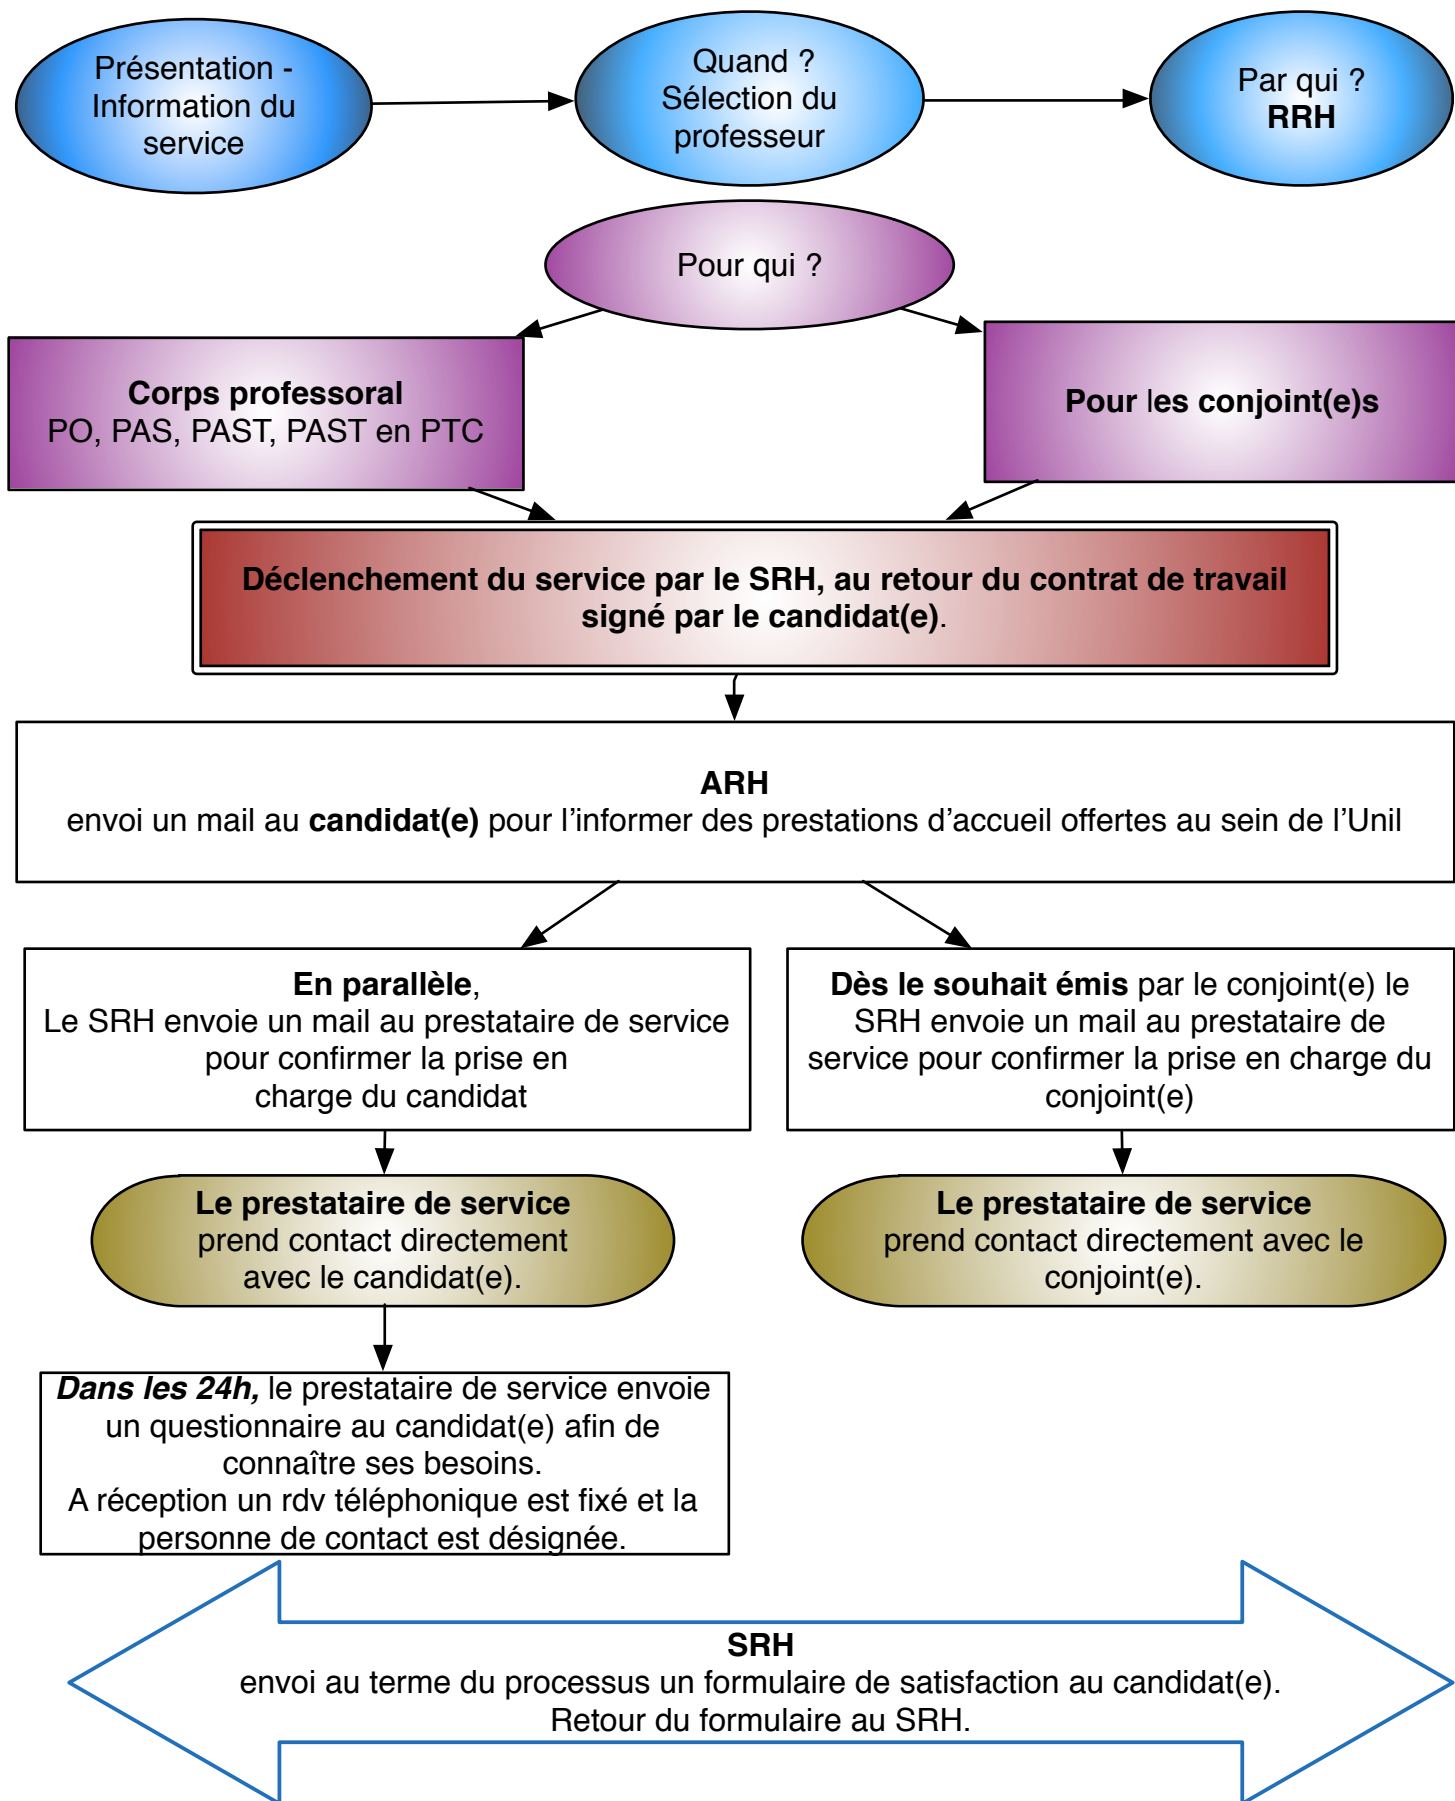 Présentation -
Information du
service
Quand ?
Sélection du
professeur
Par qui ?
RRH
Pour qui ?
Corps professoral
PO, PAS, PAST, PAST en PTC
Pour les conjoint(e)s
Déclenchement du service par le SRH, au retour du contrat de travail
signé par le candidat(e).
ARH
envoi un mail au candidat(e) pour l'informer des prestations d'accueil offertes au sein de l'Unil
En parallèle,
Le SRH envoie un mail au prestataire de service
pour confirmer la prise en
charge du candidat
Dès le souhait émis par le conjoint(e) le
SRH envoie un mail au prestataire de
service pour confirmer la prise en charge du
conjoint(e)
Le prestataire de service
prend contact directement
avec le candidat(e).
Le prestataire de service
prend contact directement avec le
conjoint(e).
Dans les 24h, le prestataire de service envoie
un questionnaire au candidat(e) afin de
connaître ses besoins.
A réception un rdv téléphonique est fixé et la
personne de contact est désignée.
SRH
envoi au terme du processus un formulaire de satisfaction au candidat(e).
Retour du formulaire au SRH.